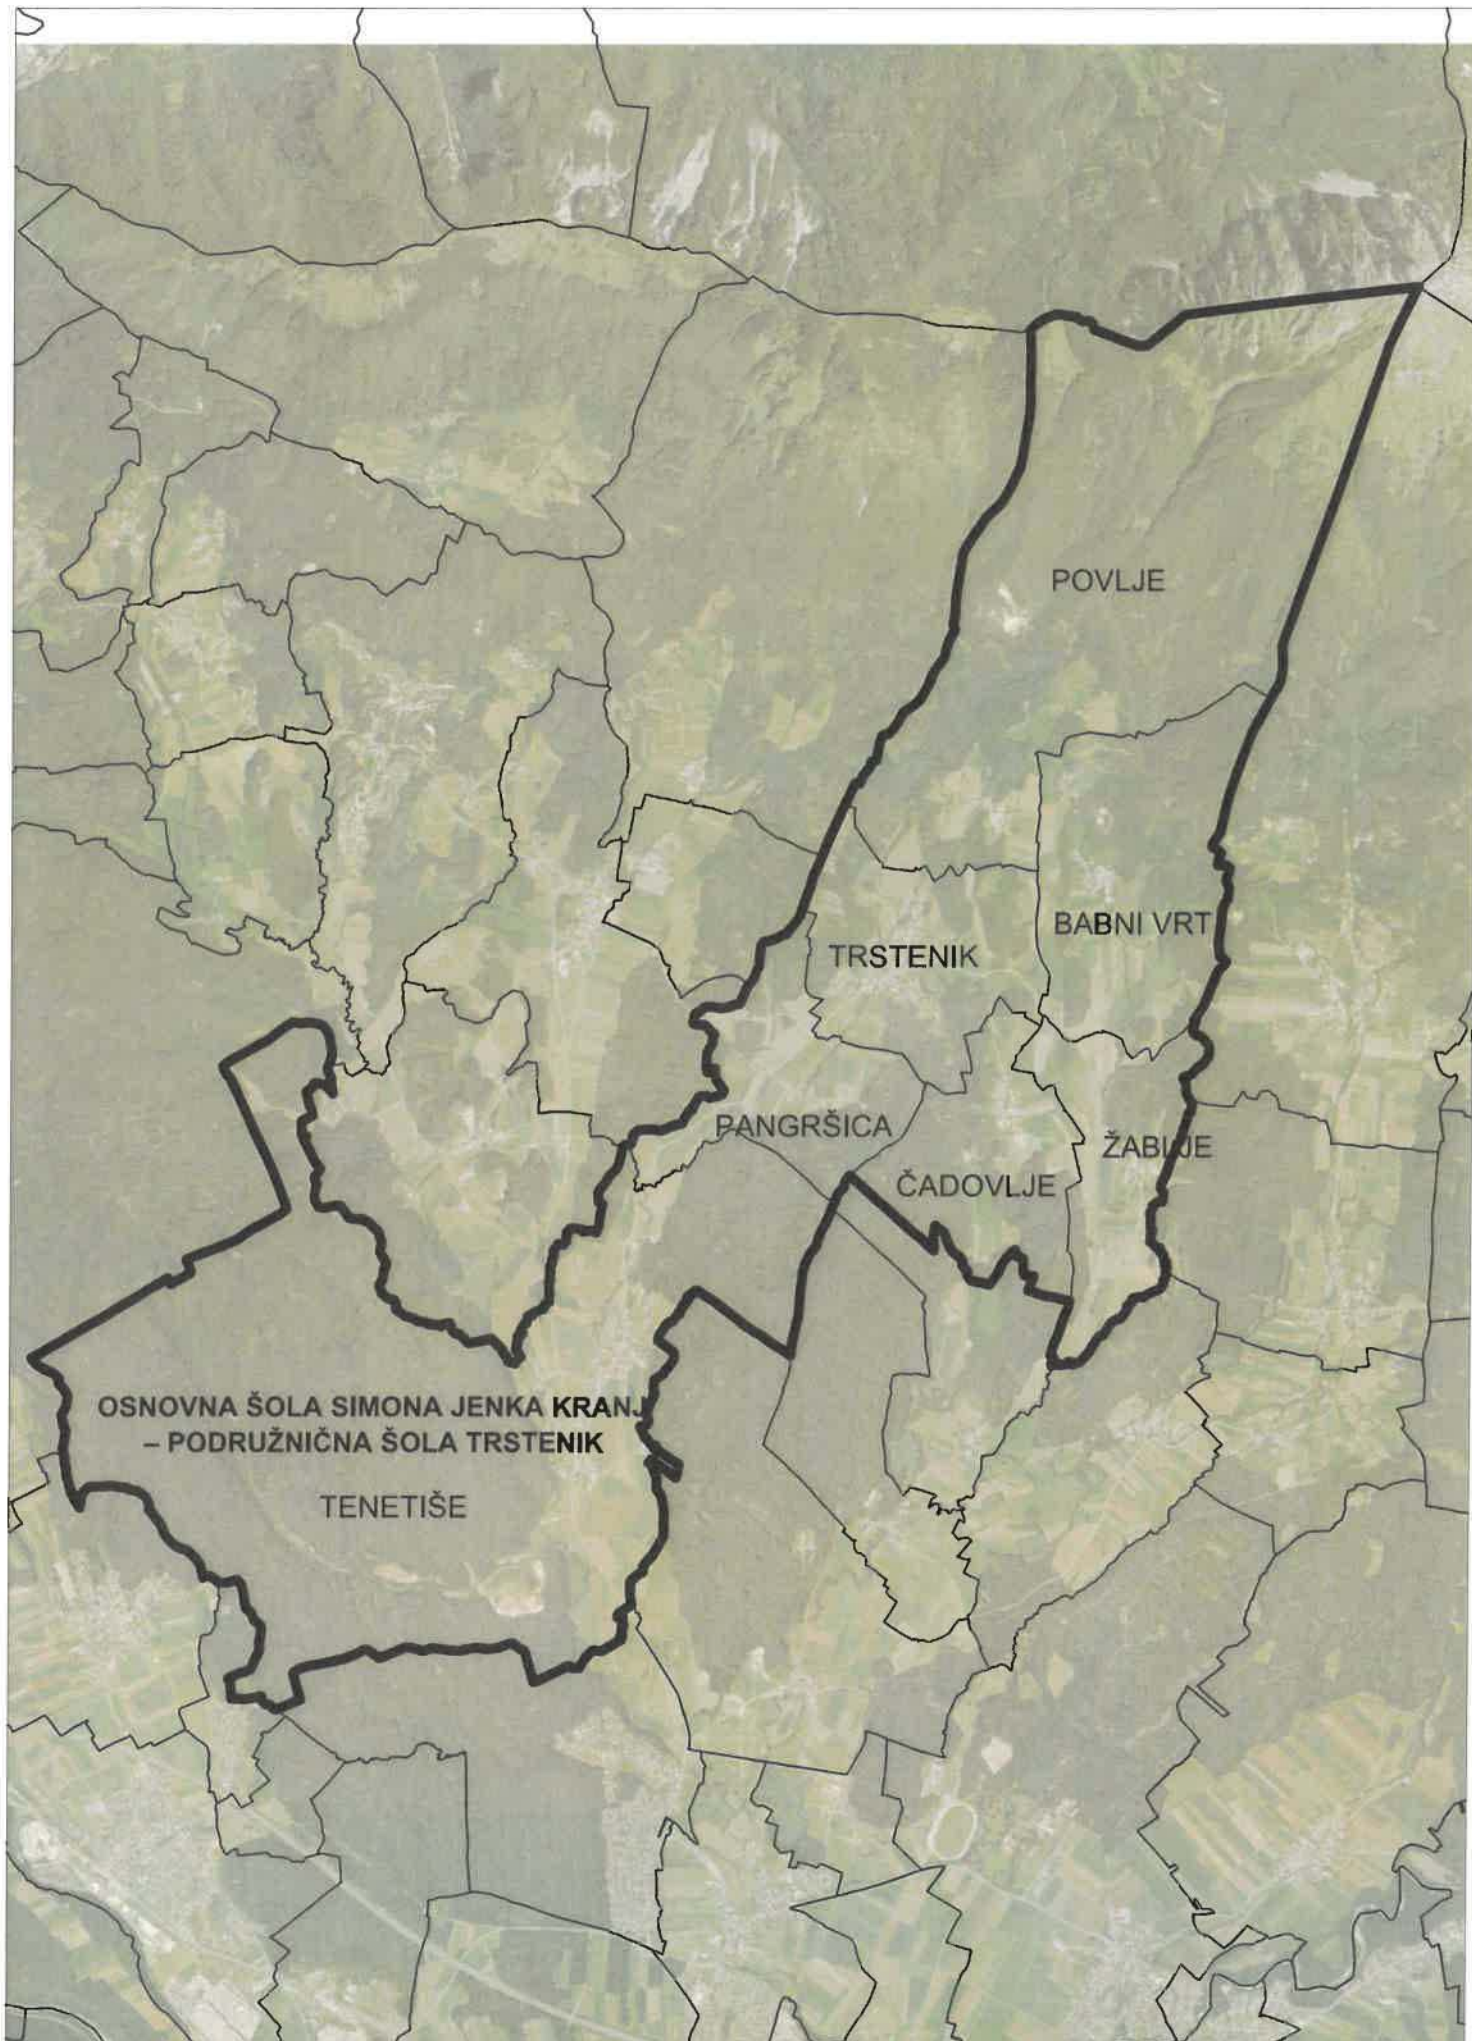 POVLJE
BABNI VRT
TRSTENIK
PANGRŠICA
ŽABLJE
ČADOVLJE
OSNOVNA ŠOLA SIMONA JENKA KRANJ
– PODRUŽNIČNA ŠOLA TRSTENIK
TENETIŠE